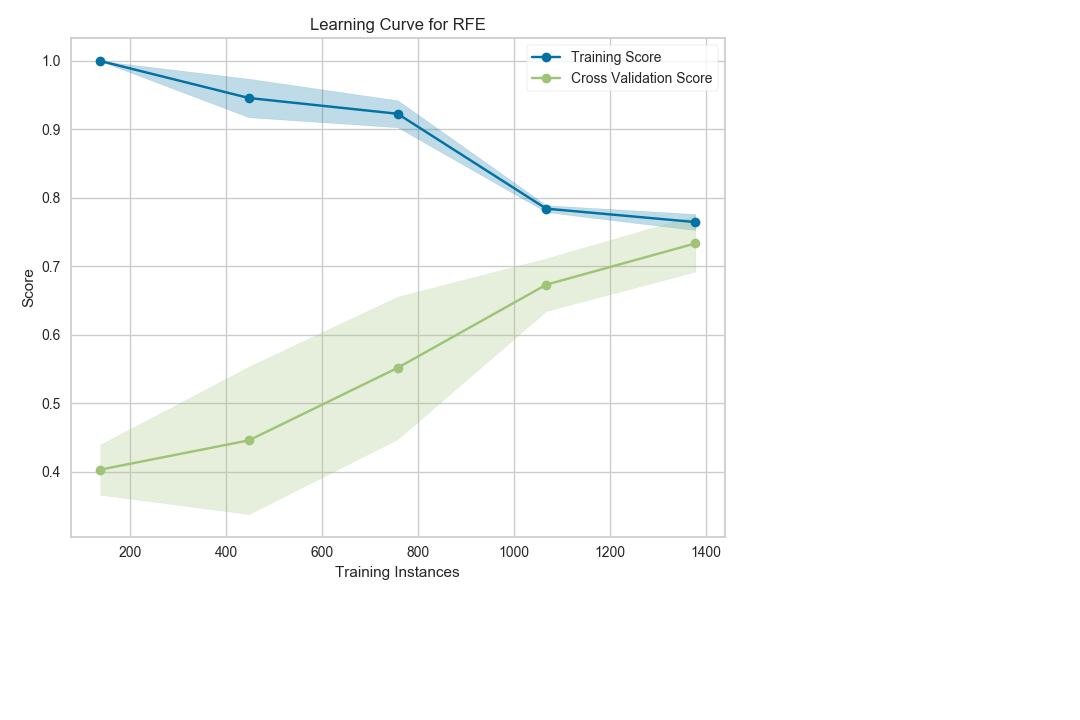 Learning Curve for RFE
Training Score
Cross Validation Score
1.0
0.9
0.8
0.7
0.6
0.5
0.4
Score
200 400 600 800 1000 1200 1400
Training Instances